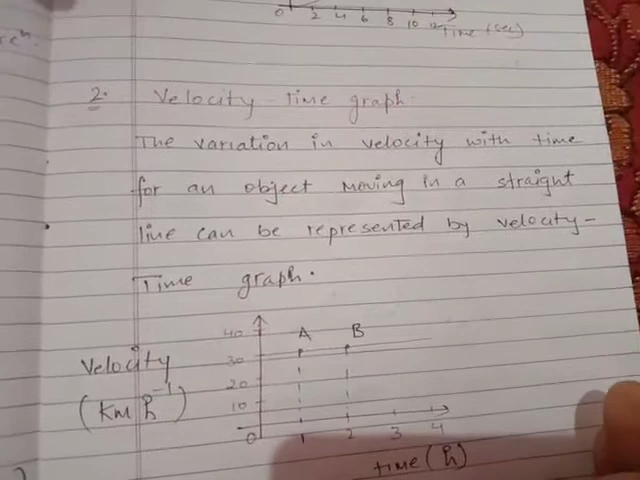 0 2 4 6 8 10 12 Time (sec)
2. Velocity-time graph.
The variation in velocity with time
for an object moving in a straight
line can be represented by velocity-
Time graph.
40 A B
Velocity 30
20
(Km h-1) 10
0 1 2 3 4
time (h)